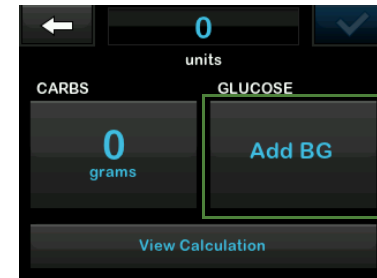 0
units
CARBS GLUCOSE
0
grams
Add BG
View Calculation